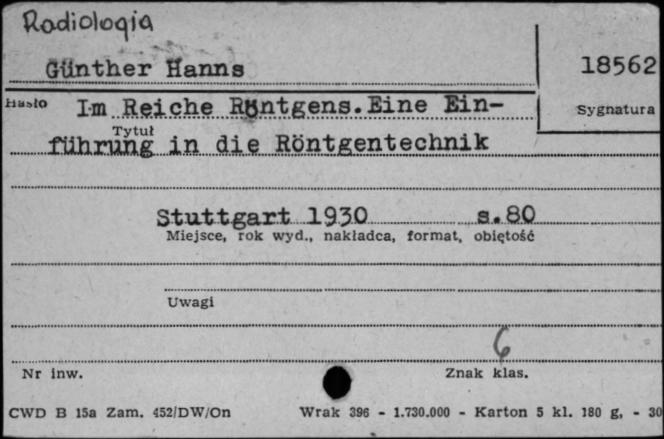 Radiologia
Günther Hanns
18562
Hasło
Im Reiche Röntgens.Eine Ein-
Sygnatura
Tytuł
führung in die Röntgentechnik
Stuttgart 1930 s.80
Miejsce, rok wyd., nakładca, format, objętość
Uwagi
6
Nr inw. Znak klas.
CWD B 15a Zam. 452/DW/On Wrak 396 - 1.730.000 - Karton 5 kl. 180 g, - 30